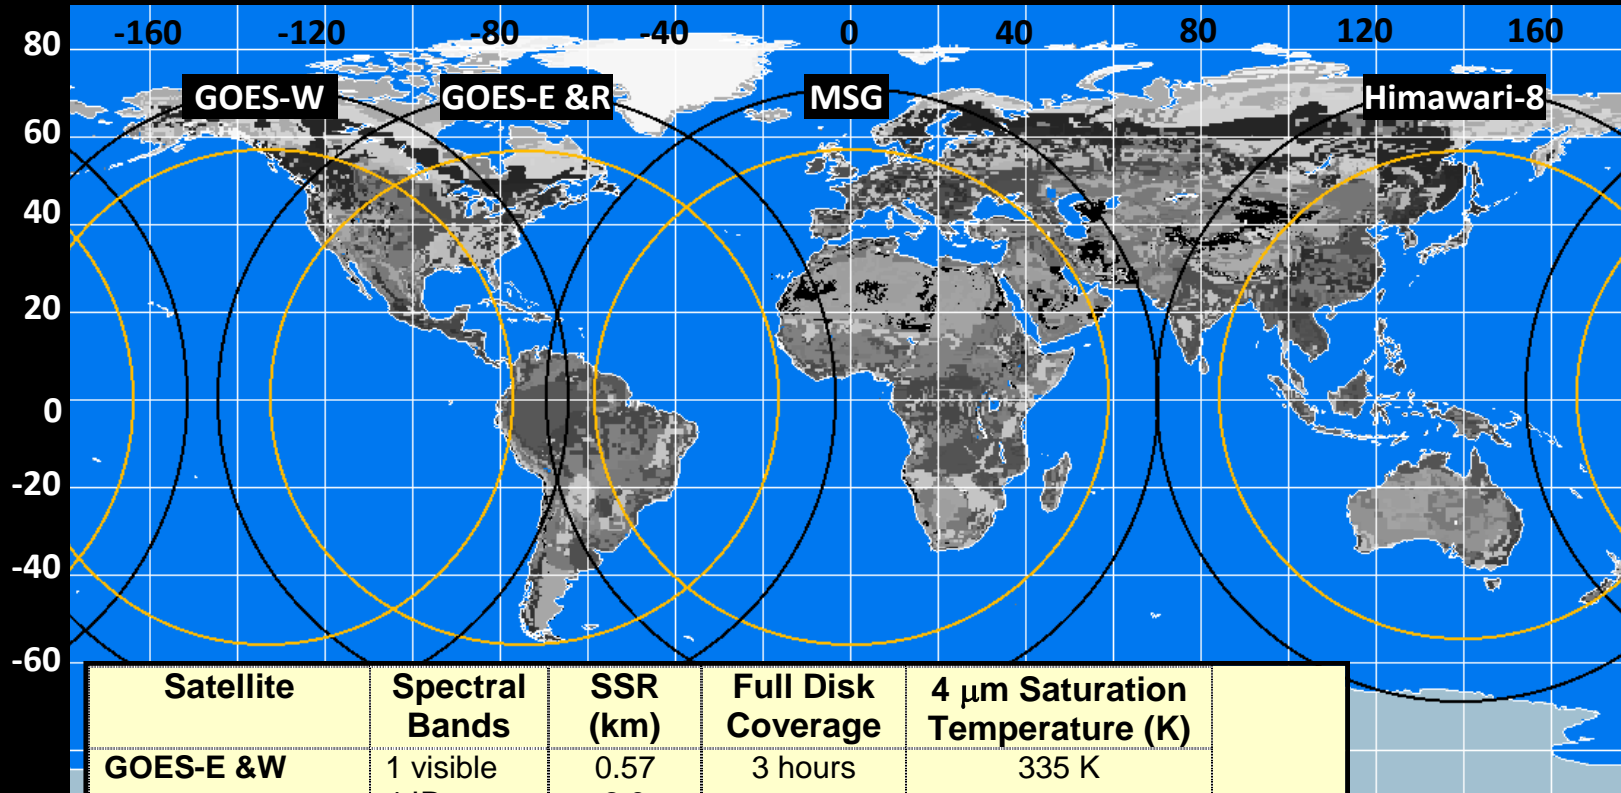 -160 -120 -80 -40 0 40 80 120 160
80
GOES-W GOES-E &R MSG Himawari-8
60
40
20
0
-20
-40
-60
Satellite Spectral Bands SSR (km) Full Disk Coverage 4 μm Saturation Temperature (K)
GOES-E &W 1 visible 0.57 3 hours 335 K